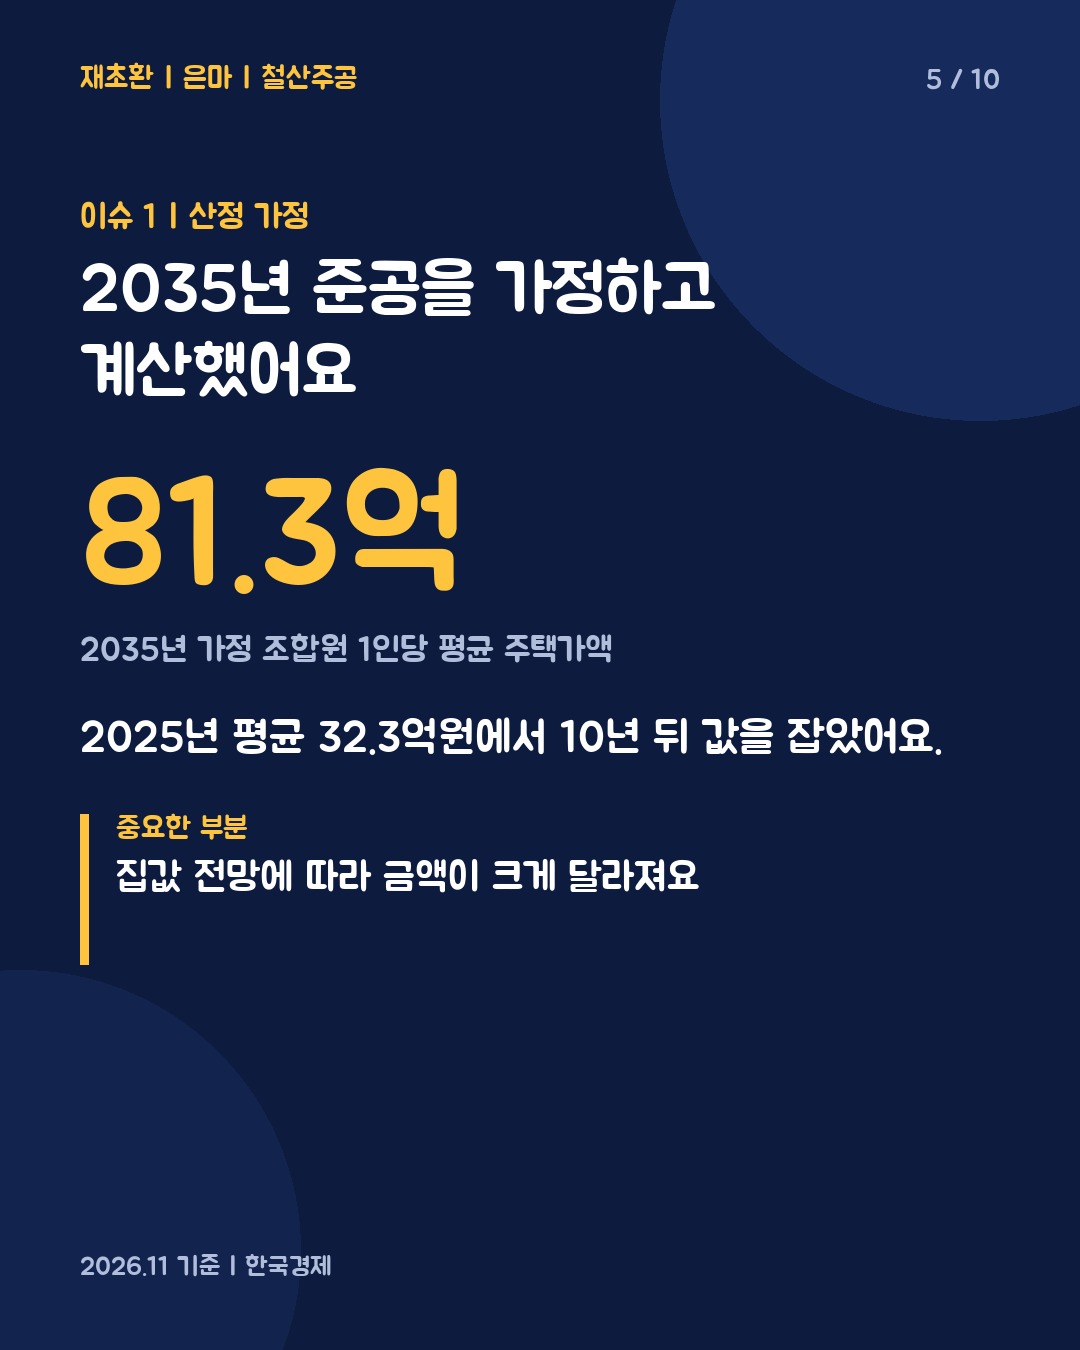 재초환 | 은마 | 철산주공
5 / 10
이슈 1 | 산정 가정
2035년 준공을 가정하고
계산했어요
81.3억
2035년 가정 조합원 1인당 평균 주택가액
2025년 평균 32.3억원에서 10년 뒤 값을 잡았어요.
중요한 부분
집값 전망에 따라 금액이 크게 달라져요
2026.11 기준 | 한국경제